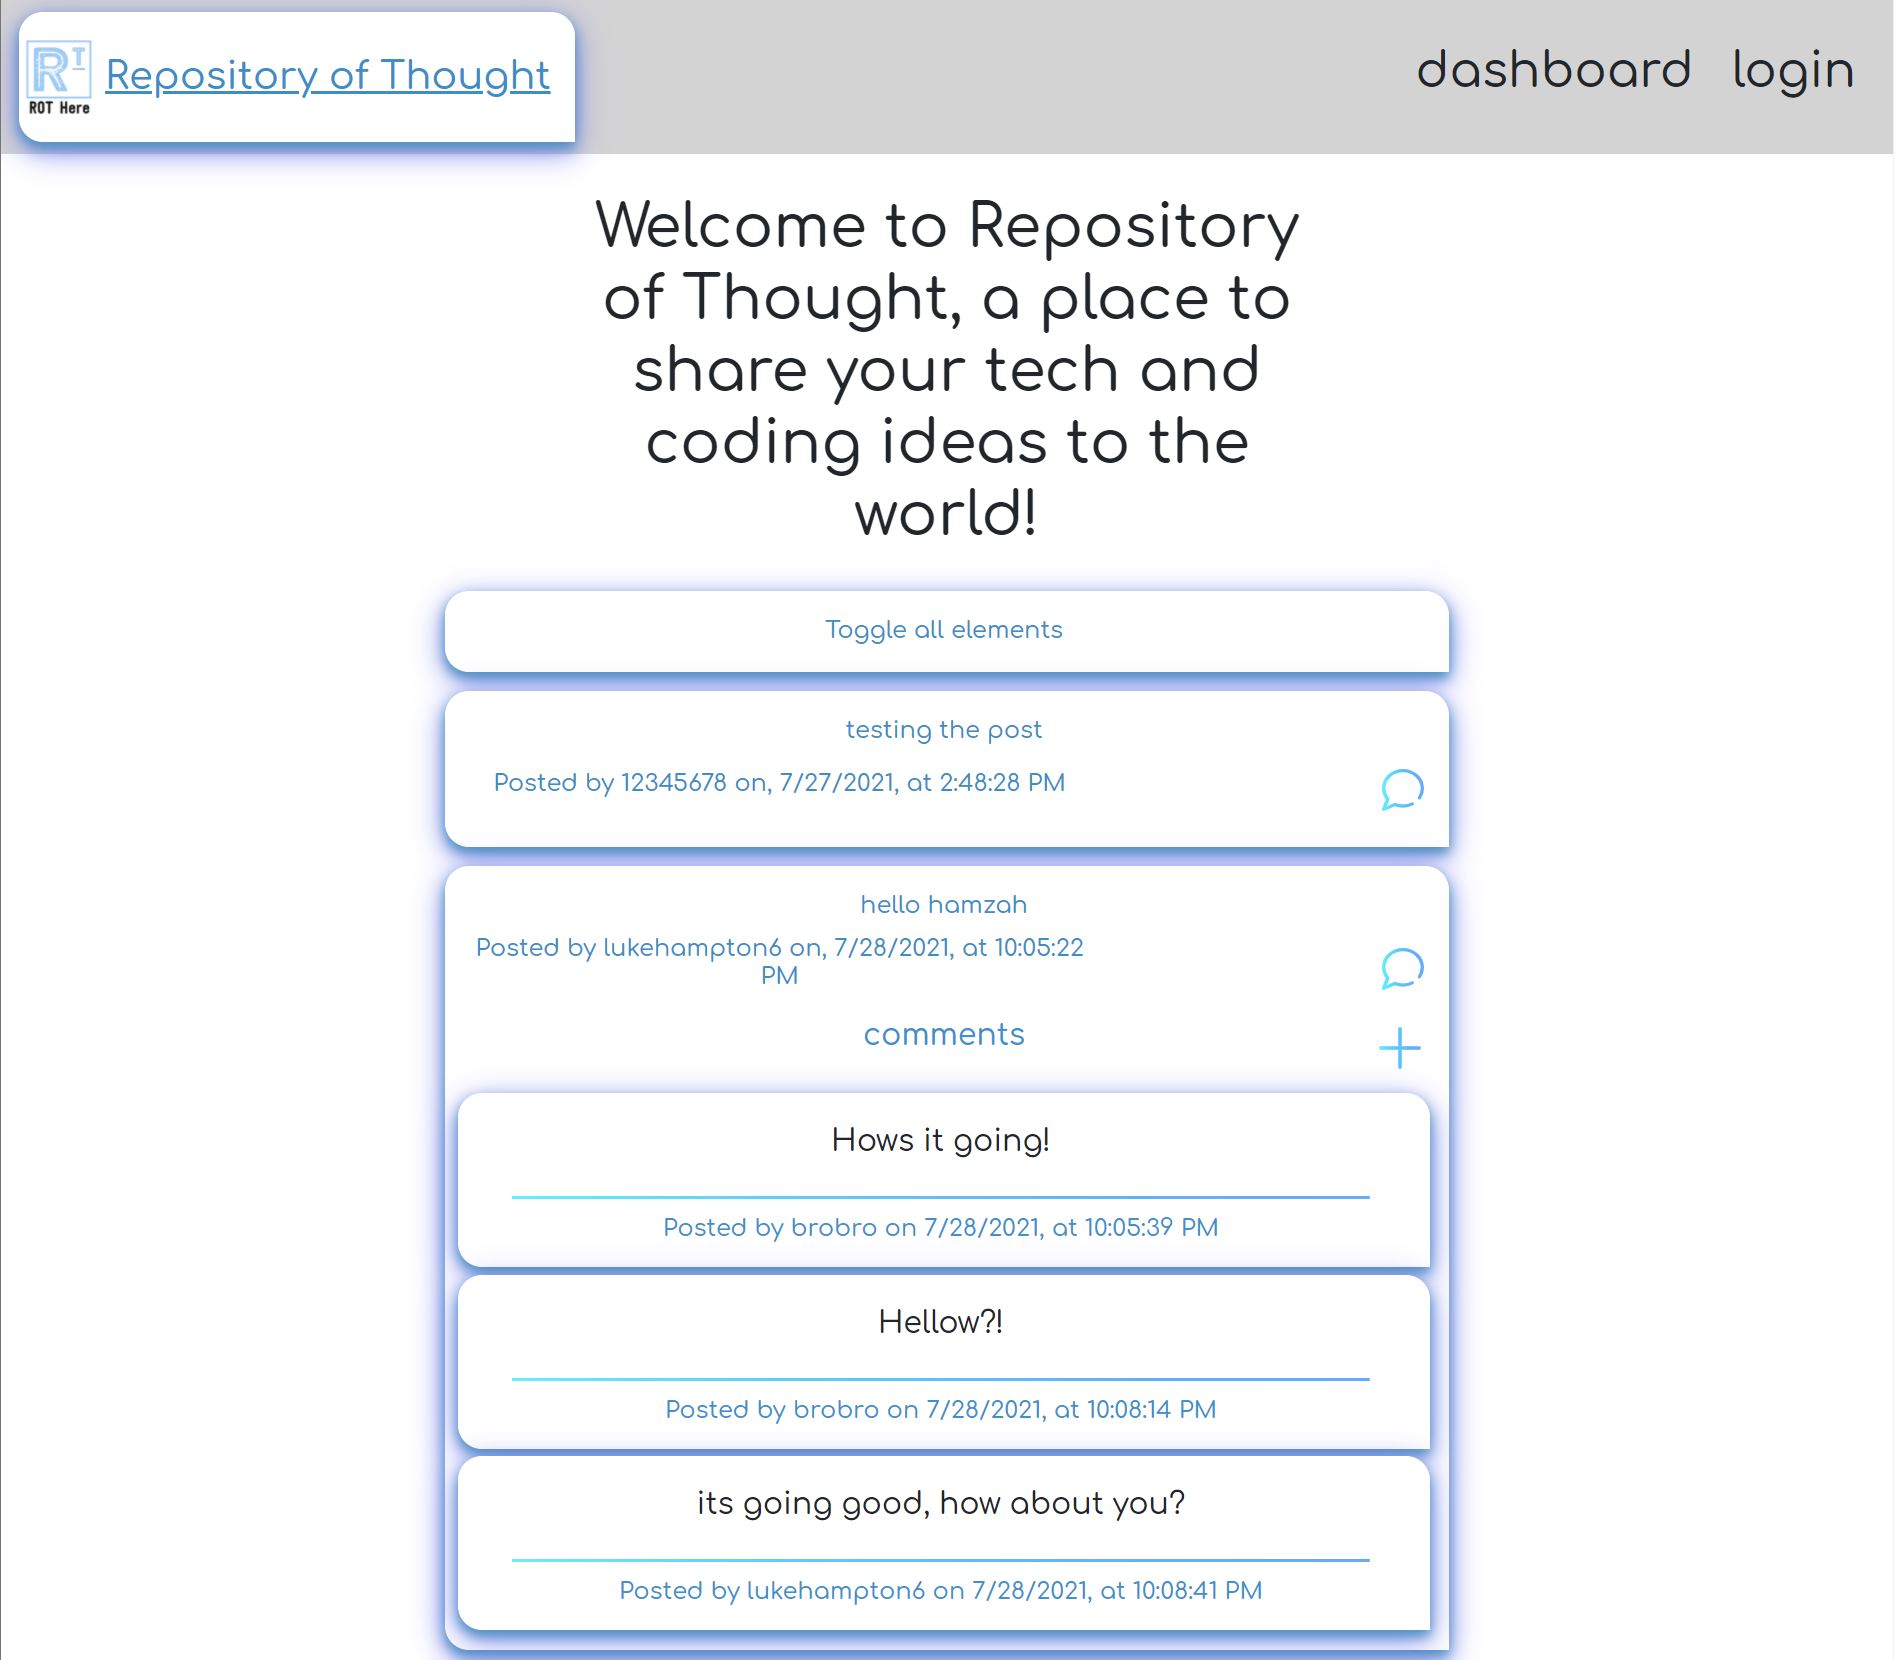 RT
ROT Here
Repository of Thought
dashboard login
Welcome to Repository
of Thought, a place to
share your tech and
coding ideas to the
world!
Toggle all elements
testing the post
Posted by 12345678 on, 7/27/2021, at 2:48:28 PM
hello hamzah
Posted by lukehampton6 on, 7/28/2021, at 10:05:22
PM
comments
Hows it going!
Posted by brobro on 7/28/2021, at 10:05:39 PM
Hellow?!
Posted by brobro on 7/28/2021, at 10:08:14 PM
its going good, how about you?
Posted by lukehampton6 on 7/28/2021, at 10:08:41 PM